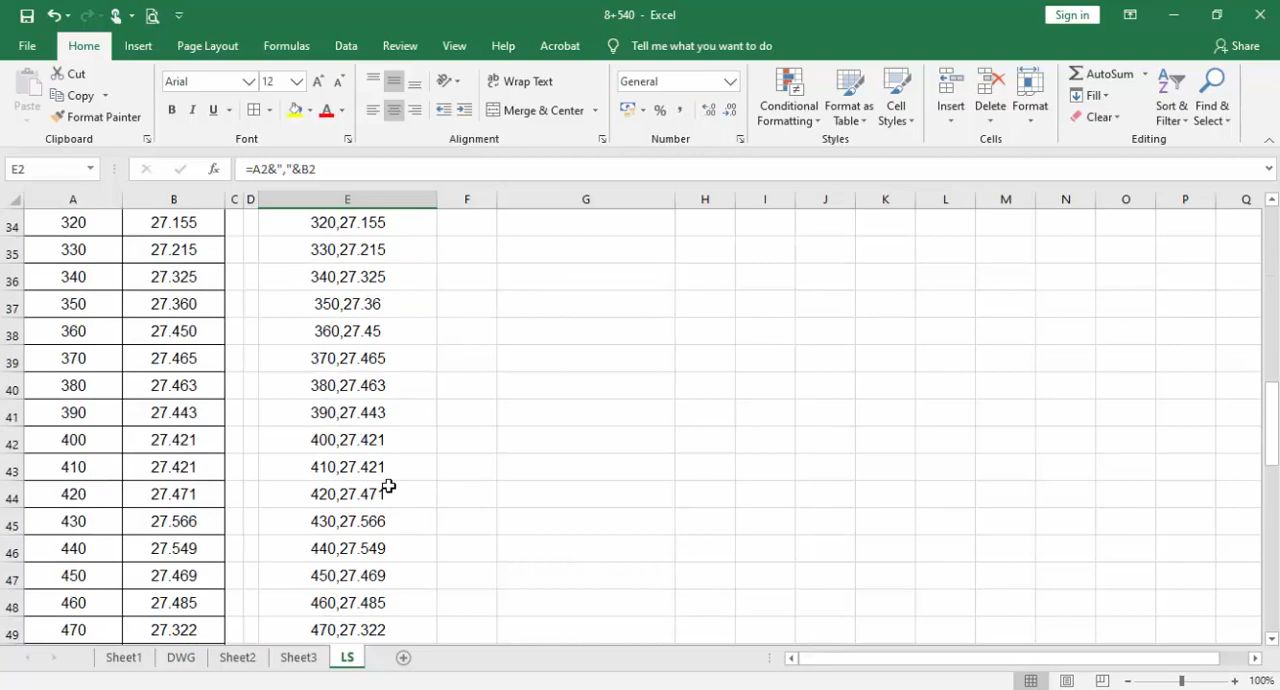 8+540 - Excel
Sign in
File Home Insert Page Layout Formulas Data Review View Help Acrobat Tell me what you want to do Share
Paste Cut Copy Format Painter
Clipboard
Arial 12 A A
B I U A
Font
ab Wrap Text
Merge & Center
Alignment
General
% , .00
Number
Conditional Formatting Format as Table Cell Styles
Styles
Insert Delete Format
Cells
AutoSum Fill Clear Sort & Filter Find & Select
Editing
E2 fx =A2&","&B2
A B C D E F G H I J K L M N O P Q
34 320 27.155 320,27.155
35 330 27.215 330,27.215
36 340 27.325 340,27.325
37 350 27.360 350,27.36
38 360 27.450 360,27.45
39 370 27.465 370,27.465
40 380 27.463 380,27.463
41 390 27.443 390,27.443
42 400 27.421 400,27.421
43 410 27.421 410,27.421
44 420 27.471 420,27.471
45 430 27.566 430,27.566
46 440 27.549 440,27.549
47 450 27.469 450,27.469
48 460 27.485 460,27.485
49 470 27.322 470,27.322
Sheet1 DWG Sheet2 Sheet3 LS
100%